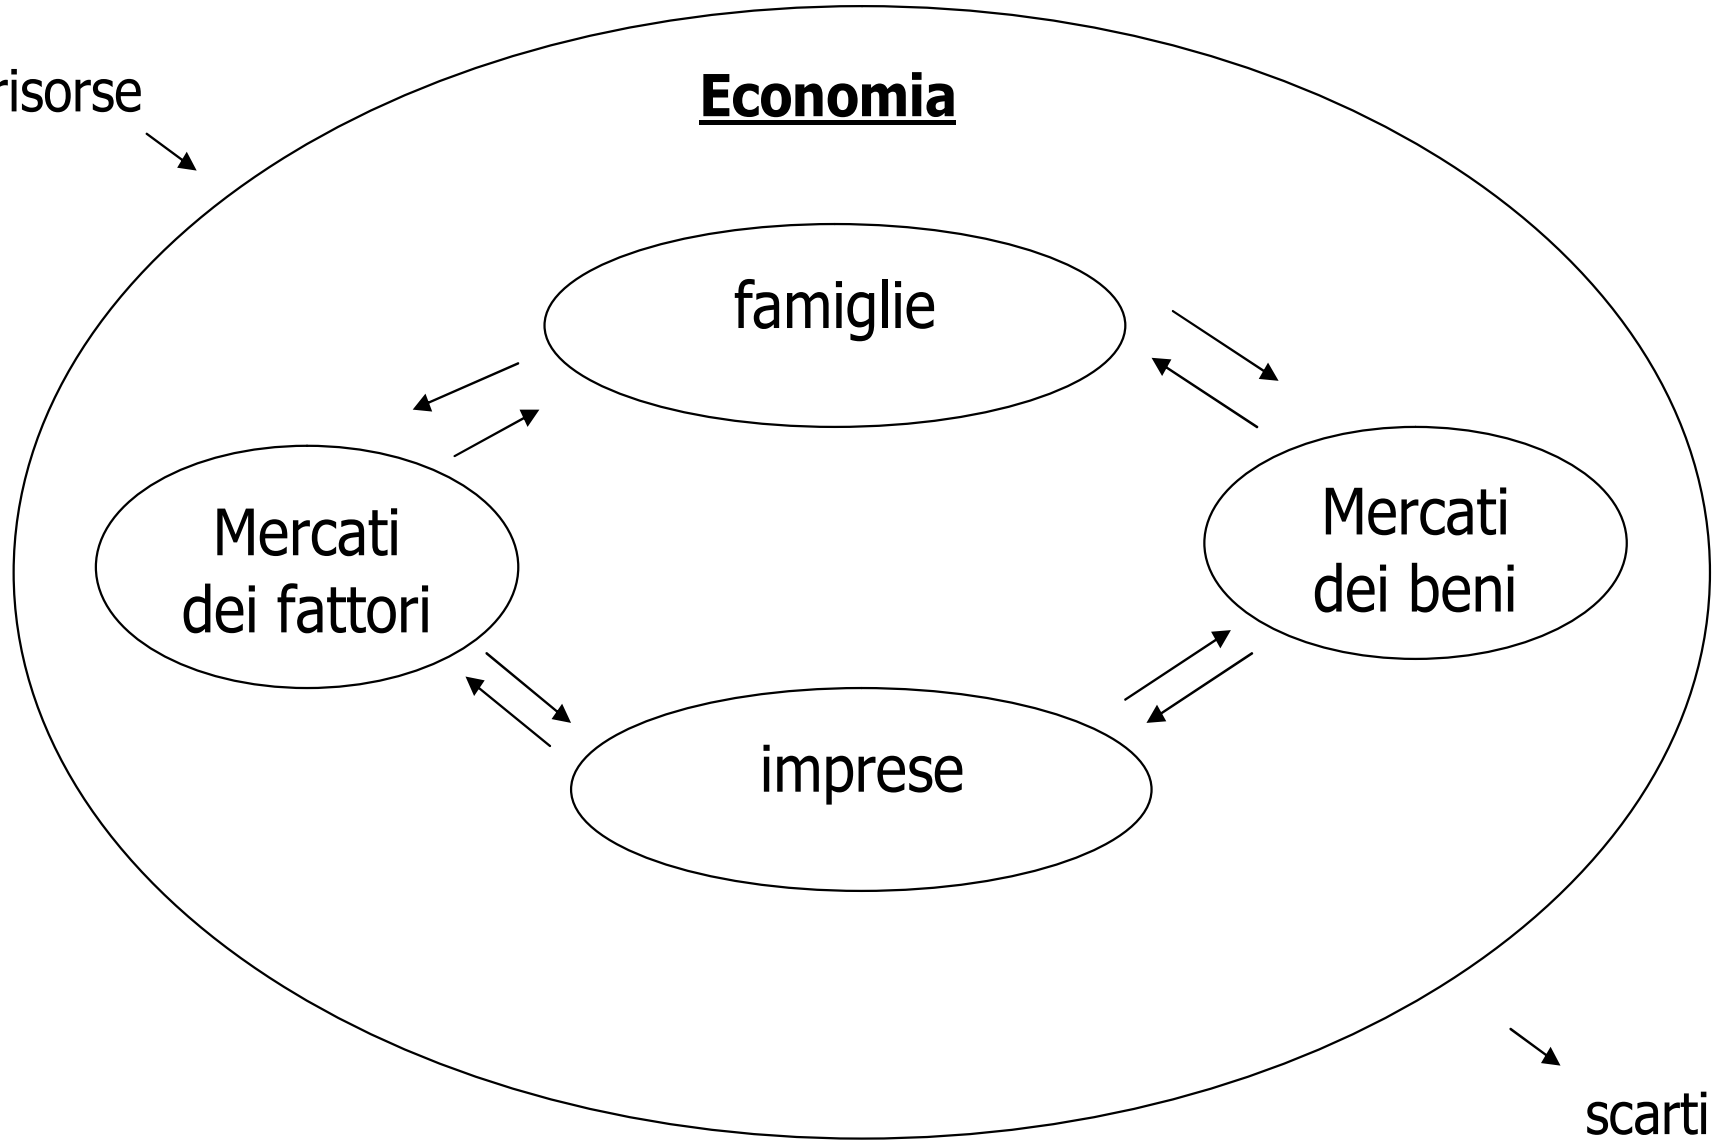 risorse
Economia
famiglie
Mercati
dei fattori
Mercati
dei beni
imprese
scarti